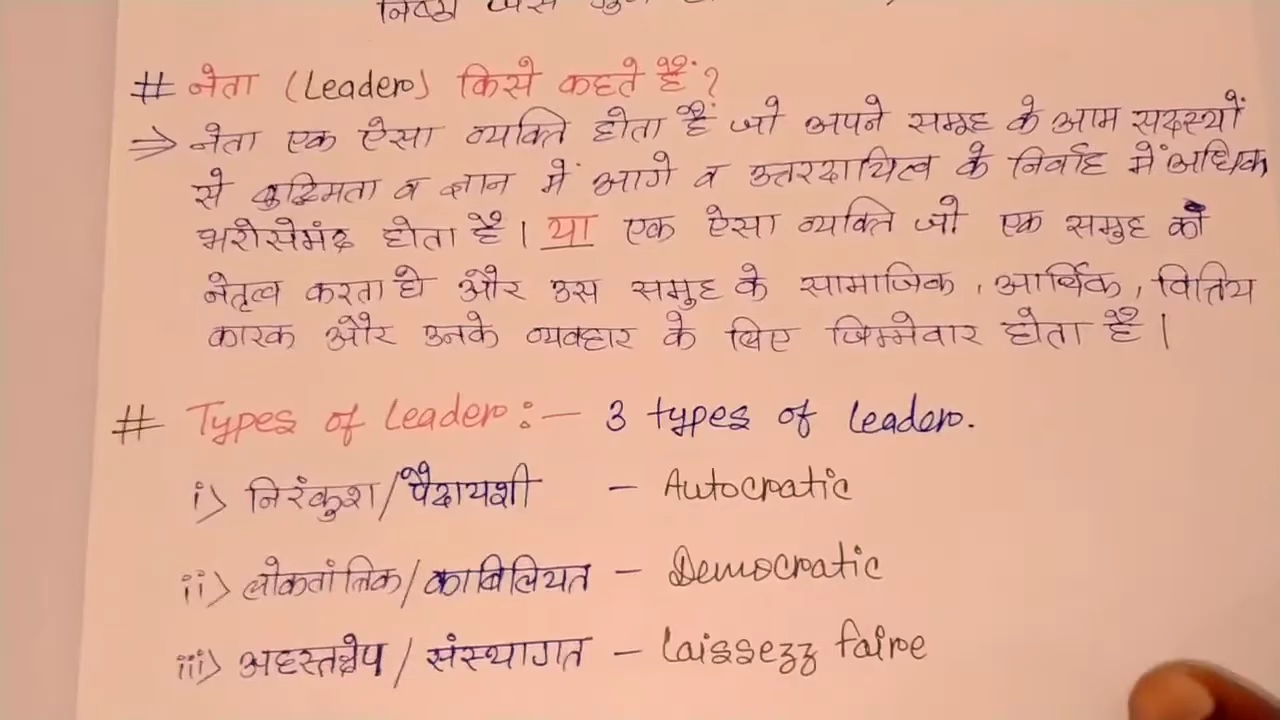 # नेता (Leader) किसे कहते हैं?
⇒ नेता एक ऐसा व्यक्ति होता हैं जो अपने समूह के आम सदस्यों
से बुद्धिमता व ज्ञान में आगे व उत्तरदायित्व के निर्वाह में अधिक
भरोसेमंद होता है। या एक ऐसा व्यक्ति जो एक समुह को
नेतृत्व करता हो और उस समुह के सामाजिक, आर्थिक, वित्तिय
कारक और उनके व्यवहार के लिए जिम्मेवार होता है।
# Types of Leader :- 3 types of leader.
i) निरंकुश/पैदायशी - Autocratic
ii) लोकतांत्रिक/काबिलियत - Democratic
iii) अहस्तक्षेप/संस्थागत - Laissezz faire